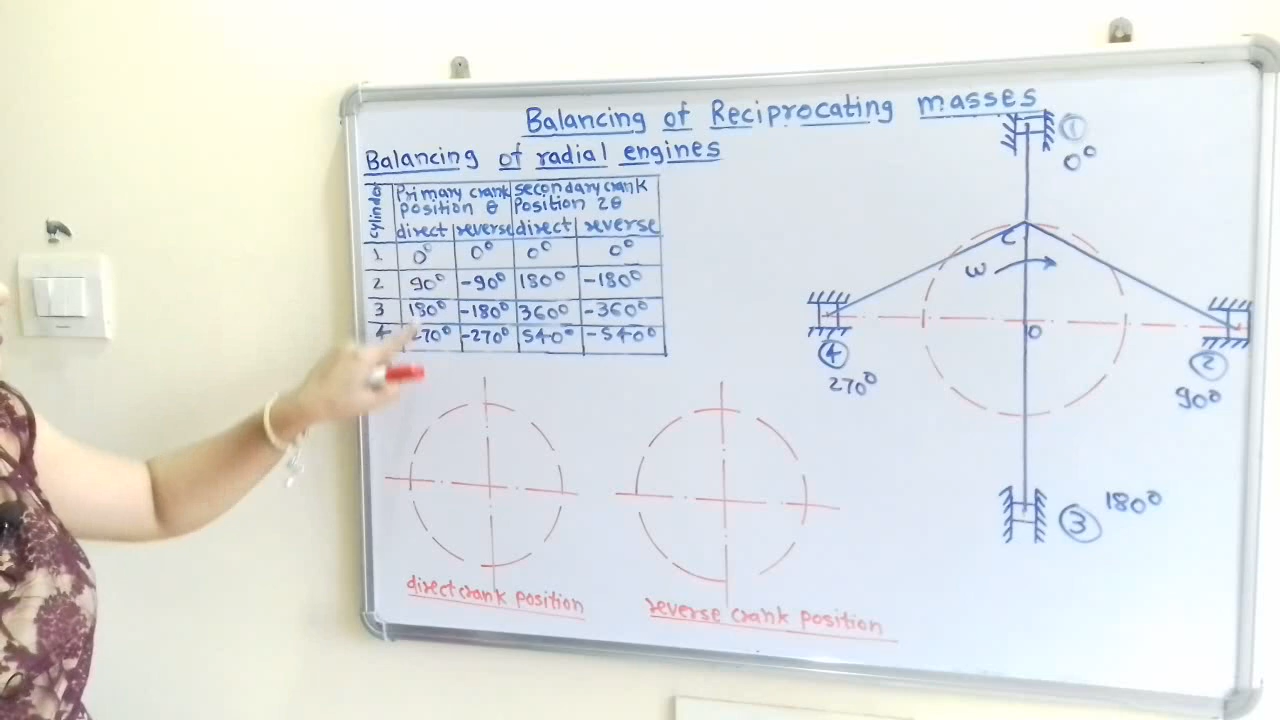 Balancing of Reciprocating masses
Balancing of radial engines
cylinder
Primary crank position θ
secondary crank Position 2θ
direct reverse direct reverse
1 0° 0° 0° 0°
2 90° -90° 180° -180°
3 180° -180° 360° -360°
4 270° -270° 540° -540°
1
0°
C
ω
O
4
270°
2
90°
3
180°
direct crank position
reverse crank position